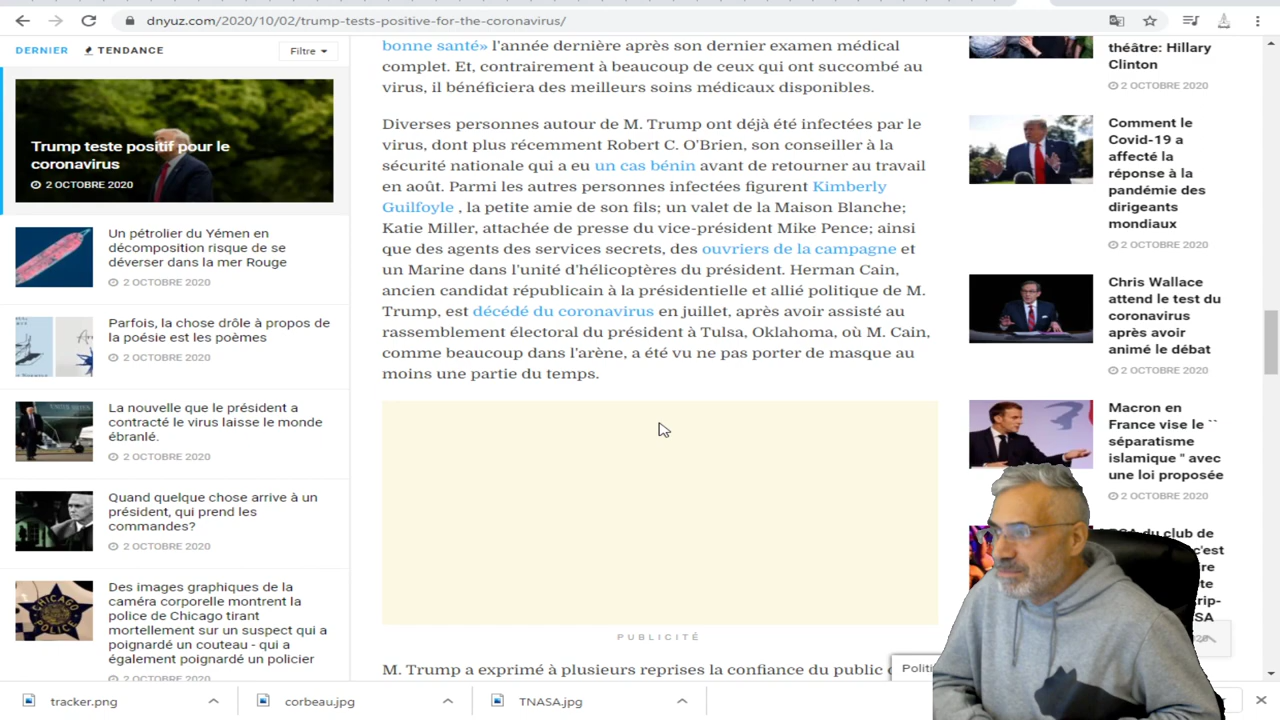 dnyuz.com/2020/10/02/trump-tests-positive-for-the-coronavirus/
DERNIER
TENDANCE
Filtre
Trump teste positif pour le
coronavirus
2 OCTOBRE 2020
Un pétrolier du Yémen en
décomposition risque de se
déverser dans la mer Rouge
2 OCTOBRE 2020
Parfois, la chose drôle à propos de
la poésie est les poèmes
2 OCTOBRE 2020
La nouvelle que le président a
contracté le virus laisse le monde
ébranlé.
2 OCTOBRE 2020
Quand quelque chose arrive à un
président, qui prend les
commandes?
2 OCTOBRE 2020
CHICAGO
POLICE
Des images graphiques de la
caméra corporelle montrent la
police de Chicago tirant
mortellement sur un suspect qui a
poignardé un couteau - qui a
également poignardé un policier
2 OCTOBRE 2020
bonne santé» l'année dernière après son dernier examen médical
complet. Et, contrairement à beaucoup de ceux qui ont succombé au
virus, il bénéficiera des meilleurs soins médicaux disponibles.
Diverses personnes autour de M. Trump ont déjà été infectées par le
virus, dont plus récemment Robert C. O'Brien, son conseiller à la
sécurité nationale qui a eu un cas bénin avant de retourner au travail
en août. Parmi les autres personnes infectées figurent Kimberly
Guilfoyle , la petite amie de son fils; un valet de la Maison Blanche;
Katie Miller, attachée de presse du vice-président Mike Pence; ainsi
que des agents des services secrets, des ouvriers de la campagne et
un Marine dans l'unité d'hélicoptères du président. Herman Cain,
ancien candidat républicain à la présidentielle et allié politique de M.
Trump, est décédé du coronavirus en juillet, après avoir assisté au
rassemblement électoral du président à Tulsa, Oklahoma, où M. Cain,
comme beaucoup dans l'arène, a été vu ne pas porter de masque au
moins une partie du temps.
PUBLICITÉ
M. Trump a exprimé à plusieurs reprises la confiance du public
théâtre: Hillary
Clinton
2 OCTOBRE 2020
Comment le
Covid-19 a
affecté la
réponse à la
pandémie des
dirigeants
mondiaux
2 OCTOBRE 2020
Chris Wallace
attend le test du
coronavirus
après avoir
animé le débat
2 OCTOBRE 2020
Macron en
France vise le ``
séparatisme
islamique " avec
une loi proposée
2 OCTOBRE 2020
du club de
c'est
tracker.png
corbeau.jpg
TNASA.jpg